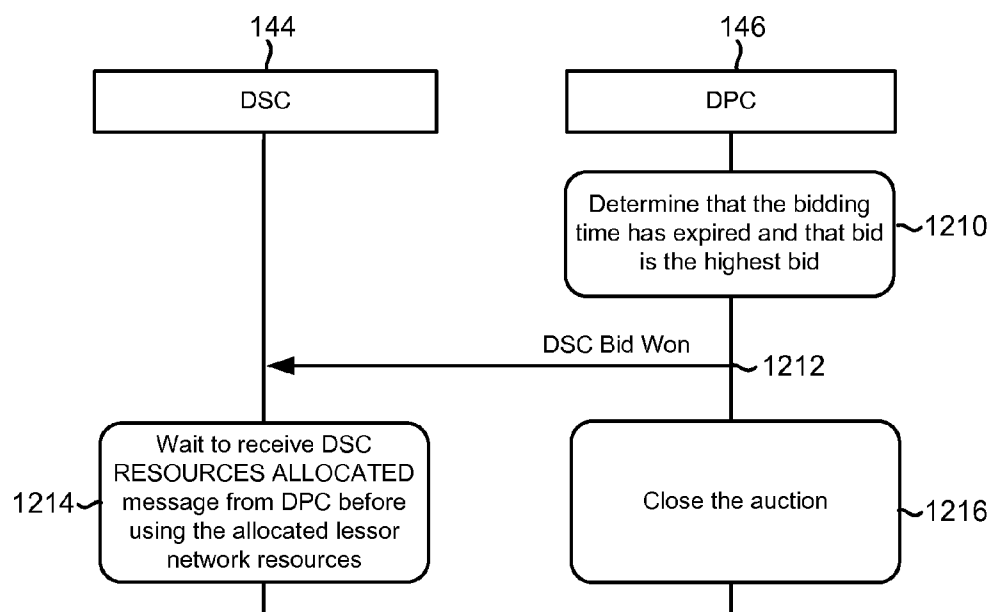 144
146
DSC
DPC
Determine that the bidding
time has expired and that bid
is the highest bid
1210
DSC Bid Won
1212
Wait to receive DSC
RESOURCES ALLOCATED
message from DPC before
using the allocated lessor
network resources
1214
Close the auction
1216